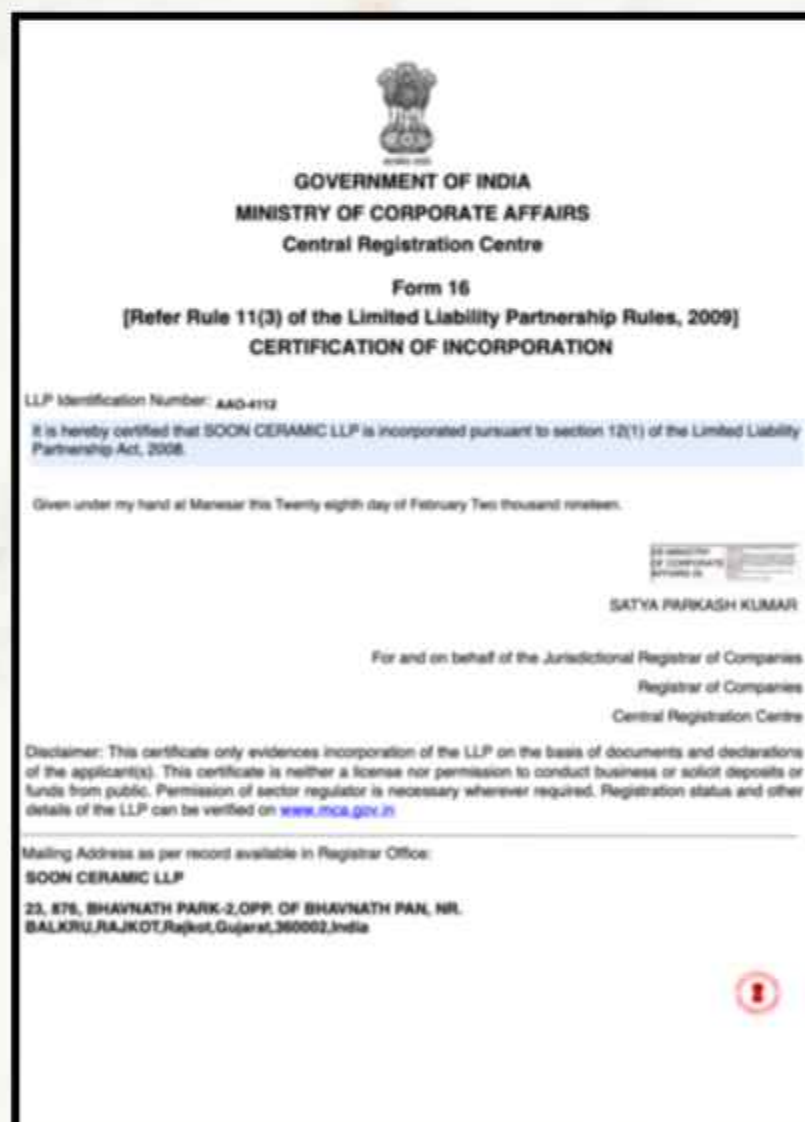 GOVERNMENT OF INDIA
MINISTRY OF CORPORATE AFFAIRS
Central Registration Centre
Form 16
[Refer Rule 11(3) of the Limited Liability Partnership Rules, 2009]
CERTIFICATION OF INCORPORATION
LLP Identification Number: AAO-4112
It is hereby certified that SOON CERAMIC LLP is incorporated pursuant to section 12(1) of the Limited Liability
Partnership Act, 2008.
Given under my hand at Manesar this Twenty eighth day of February Two thousand nineteen.
DS MINISTRY
OF CORPORATE
AFFAIRS
SATYA PARKASH KUMAR
For and on behalf of the Jurisdictional Registrar of Companies
Registrar of Companies
Central Registration Centre
Disclaimer: This certificate only evidences incorporation of the LLP on the basis of documents and declarations
of the applicant(s). This certificate is neither a license nor permission to conduct business or solicit deposits or
funds from public. Permission of sector regulator is necessary wherever required. Registration status and other
details of the LLP can be verified on www.mca.gov.in
Mailing Address as per record available in Registrar Office:
SOON CERAMIC LLP
23, 876, BHAVNATH PARK-2,OPP. OF BHAVNATH PAN, NR.
BALKRU,RAJKOT,Rajkot,Gujarat,360002,India